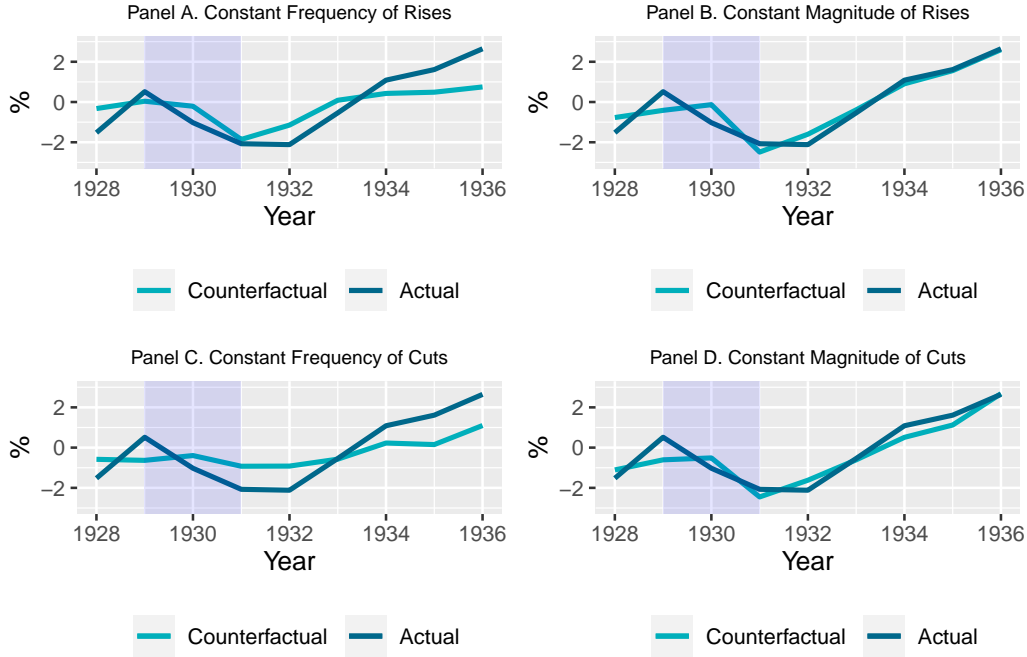 Panel A. Constant Frequency of Rises
2
0
−2
%
1928 1930 1932 1934 1936
Year
Counterfactual Actual
Panel B. Constant Magnitude of Rises
2
0
−2
%
1928 1930 1932 1934 1936
Year
Counterfactual Actual
Panel C. Constant Frequency of Cuts
2
0
−2
%
1928 1930 1932 1934 1936
Year
Counterfactual Actual
Panel D. Constant Magnitude of Cuts
2
0
−2
%
1928 1930 1932 1934 1936
Year
Counterfactual Actual